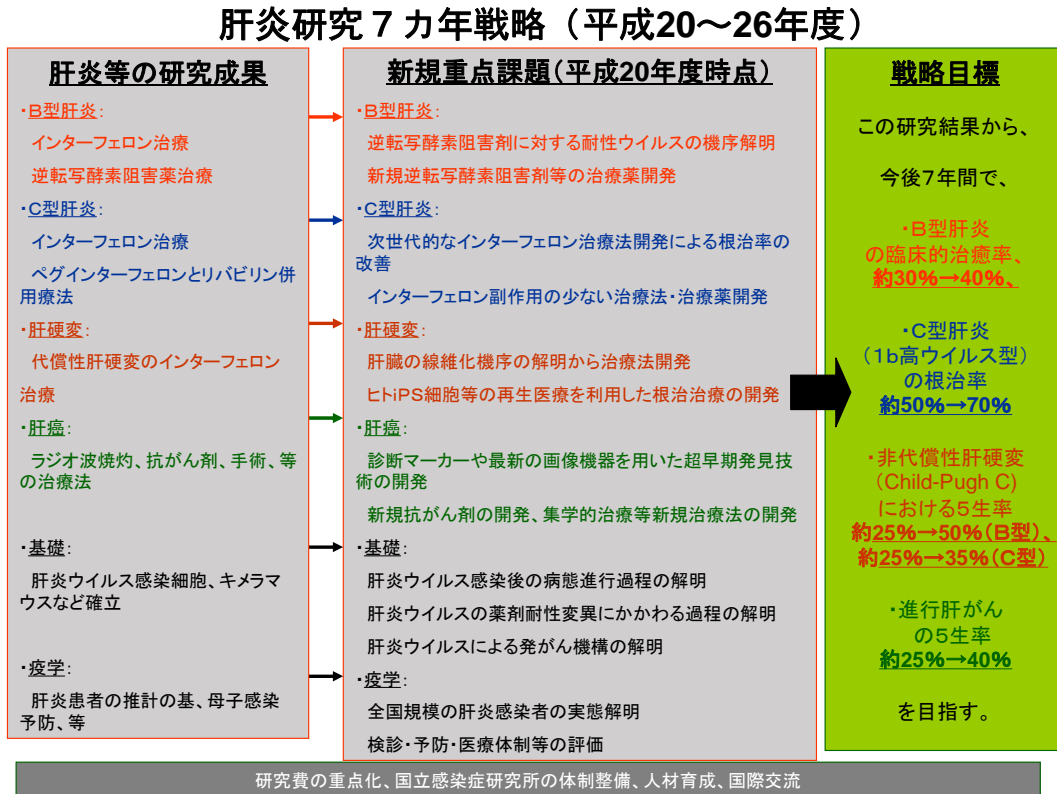 肝炎研究７カ年戦略（平成20～26年度）
肝炎等の研究成果
・Ｂ型肝炎：
インターフェロン治療
逆転写酵素阻害薬治療
・Ｃ型肝炎：
インターフェロン治療
ペグインターフェロンとリバビリン併
用療法
・肝硬変：
代償性肝硬変のインターフェロン
治療
・肝癌：
ラジオ波焼灼、抗がん剤、手術、等
の治療法
・基礎：
肝炎ウイルス感染細胞、キメラマ
ウスなど確立
・疫学：
肝炎患者の推計の基、母子感染
予防、等
新規重点課題（平成20年度時点）
・Ｂ型肝炎：
逆転写酵素阻害剤に対する耐性ウイルスの機序解明
新規逆転写酵素阻害剤等の治療薬開発
・Ｃ型肝炎：
次世代的なインターフェロン治療法開発による根治率の
改善
インターフェロン副作用の少ない治療法・治療薬開発
・肝硬変：
肝臓の線維化機序の解明から治療法開発
ヒトiPS細胞等の再生医療を利用した根治治療の開発
・肝癌：
診断マーカーや最新の画像機器を用いた超早期発見技
術の開発
新規抗がん剤の開発、集学的治療等新規治療法の開発
・基礎：
肝炎ウイルス感染後の病態進行過程の解明
肝炎ウイルスの薬剤耐性変異にかかわる過程の解明
肝炎ウイルスによる発がん機構の解明
・疫学：
全国規模の肝炎感染者の実態解明
検診・予防・医療体制等の評価
戦略目標
この研究結果から、
今後７年間で、
・Ｂ型肝炎
の臨床的治癒率、
約30%→40%、
・Ｃ型肝炎
（１ｂ高ウイルス型）
の根治率
約50%→70%
・非代償性肝硬変
（Child-Pugh C)
における５生率
約25%→50%（Ｂ型）、
約25%→35%（Ｃ型）
・進行肝がん
の５生率
約25%→40%
を目指す。
研究費の重点化、国立感染症研究所の体制整備、人材育成、国際交流